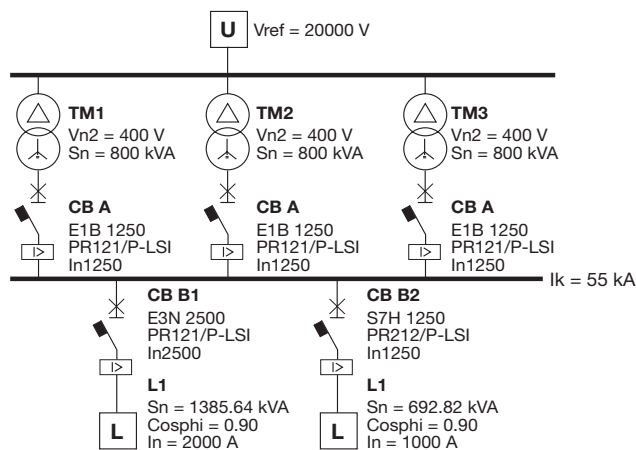 U
Vref = 20000 V
TM1
Vn2 = 400 V
Sn = 800 kVA
TM2
Vn2 = 400 V
Sn = 800 kVA
TM3
Vn2 = 400 V
Sn = 800 kVA
CB A
E1B 1250
PR121/P-LSI
In1250
I>
CB A
E1B 1250
PR121/P-LSI
In1250
I>
CB A
E1B 1250
PR121/P-LSI
In1250
I>
Ik = 55 kA
CB B1
E3N 2500
PR121/P-LSI
In2500
I>
CB B2
S7H 1250
PR212/P-LSI
In1250
I>
L1
Sn = 1385.64 kVA
Cosphi = 0.90
In = 2000 A
L
L1
Sn = 692.82 kVA
Cosphi = 0.90
In = 1000 A
L